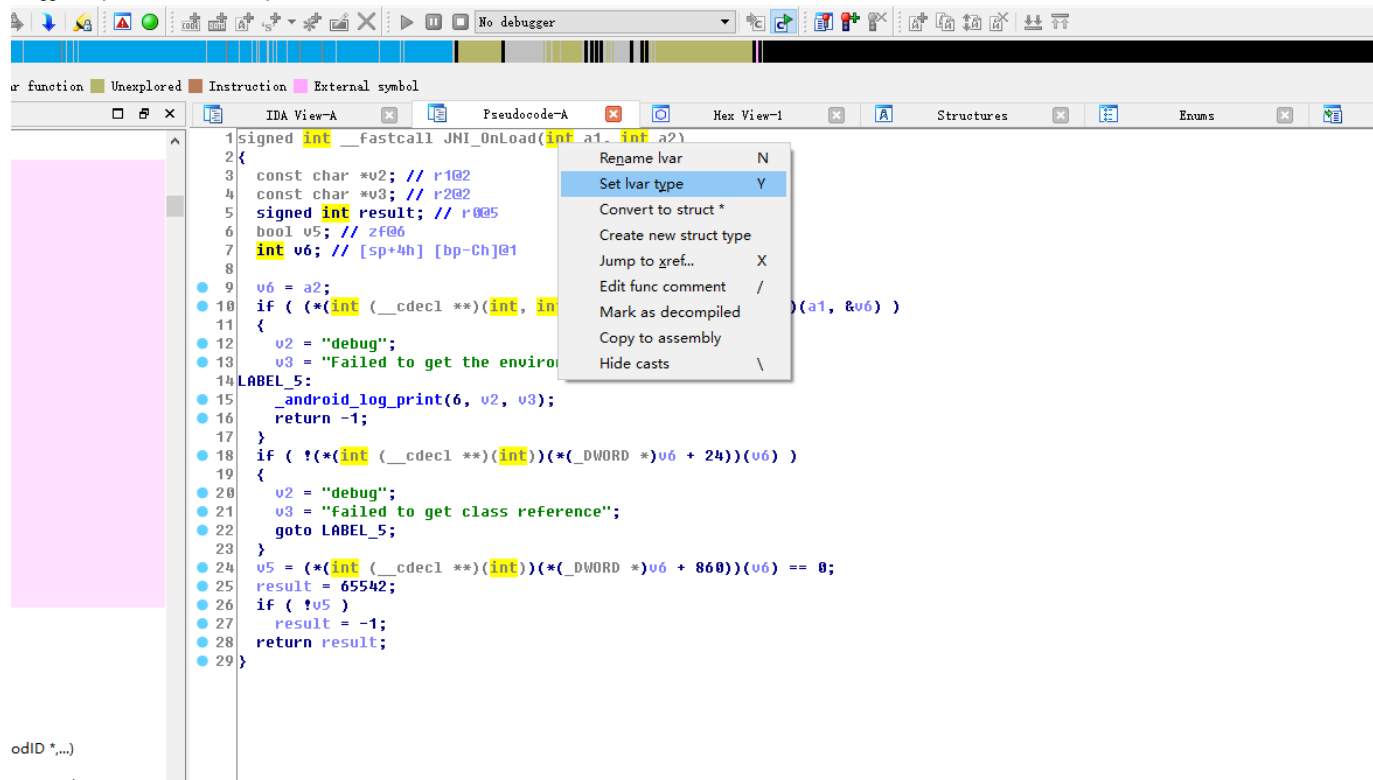 No debugger
r function Unexplored Instruction External symbol
IDA View-A Pseudocode-A Hex View-1 Structures Enums
1 signed int __fastcall JNI_OnLoad(int a1, int a2)
2 {
3 const char *v2; // r1@2
4 const char *v3; // r2@2
5 signed int result; // r0@5
6 bool v5; // zf@6
7 int v6; // [sp+4h] [bp-Ch]@1
8
9 v6 = a2;
10 if ( (*(int (__cdecl **)(int, in )(a1, &v6) )
11 {
12 v2 = "debug";
13 v3 = "Failed to get the enviro
14 LABEL_5:
15 _android_log_print(6, v2, v3);
16 return -1;
17 }
18 if ( !(*(int (__cdecl **)(int))(*(_DWORD *)v6 + 24))(v6) )
19 {
20 v2 = "debug";
21 v3 = "failed to get class reference";
22 goto LABEL_5;
23 }
24 v5 = (*(int (__cdecl **)(int))(*(_DWORD *)v6 + 860))(v6) == 0;
25 result = 65542;
26 if ( !v5 )
27 result = -1;
28 return result;
29 }
Rename lvar N
Set lvar type Y
Convert to struct *
Create new struct type
Jump to xref... X
Edit func comment /
Mark as decompiled
Copy to assembly
Hide casts \
odID *,...)